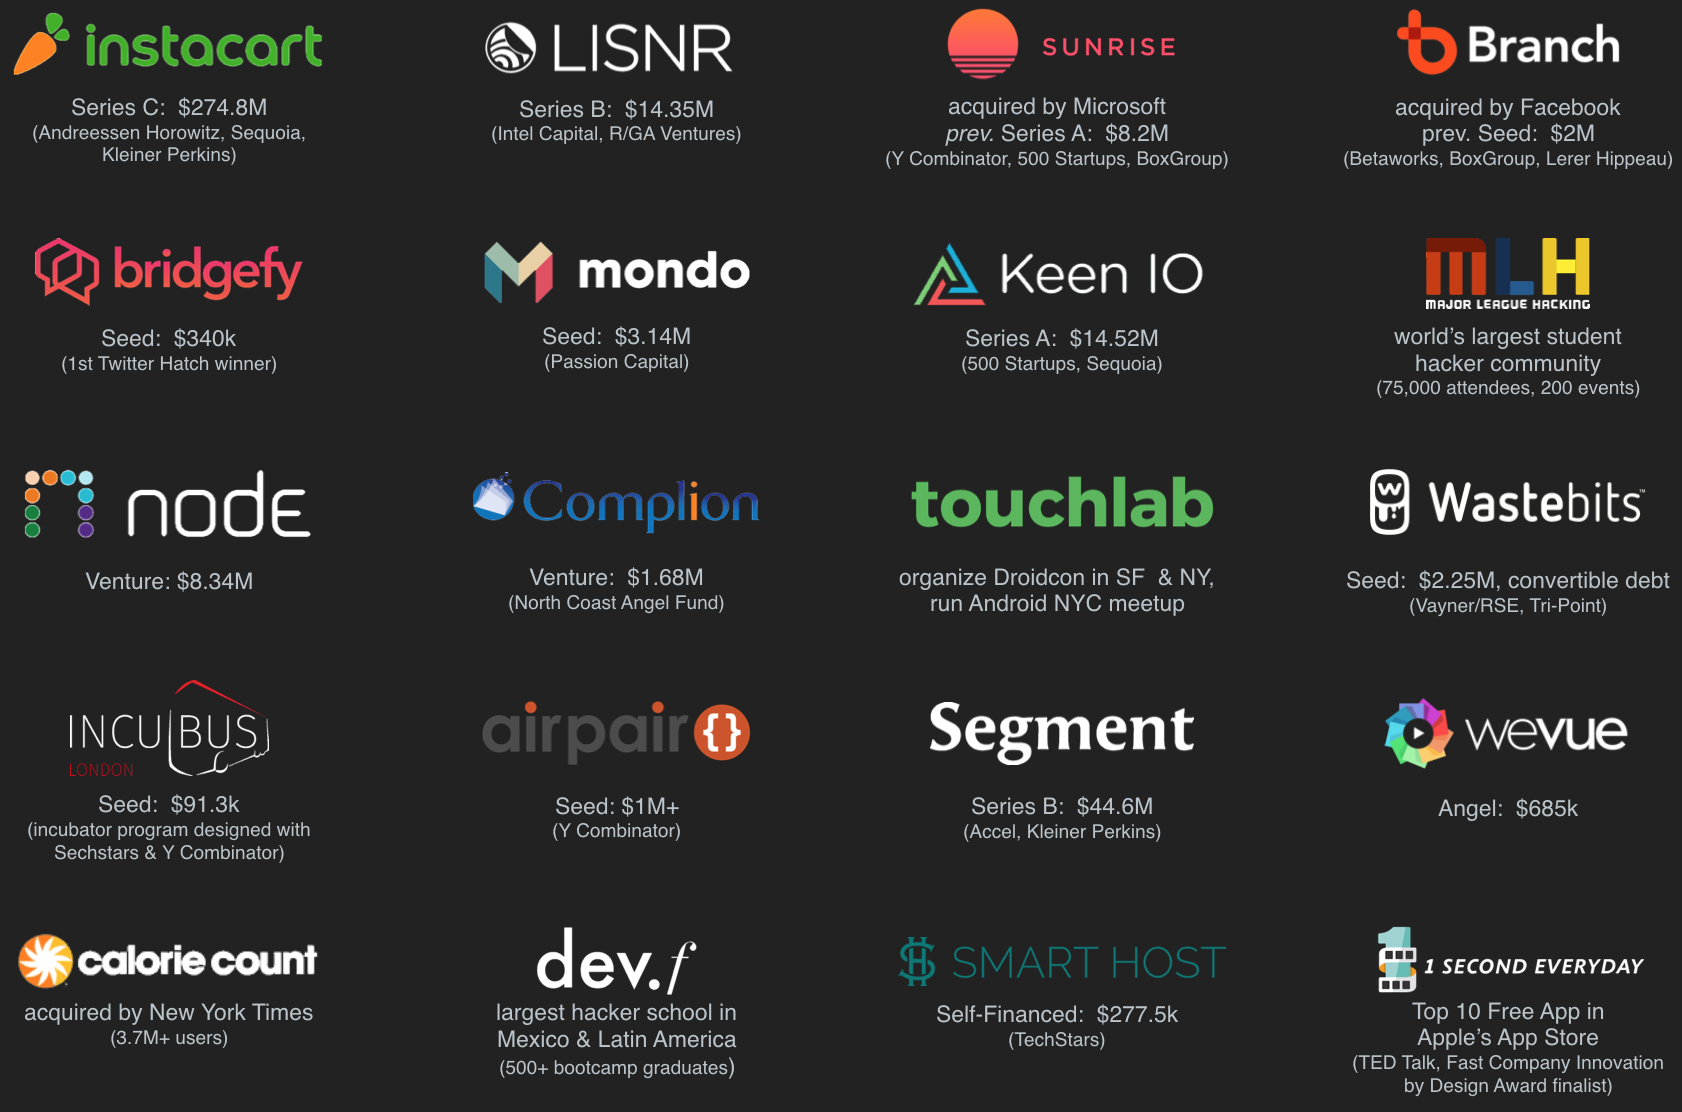 instacart
Series C: $274.8M
(Andreessen Horowitz, Sequoia,
Kleiner Perkins)
LISNR
Series B: $14.35M
(Intel Capital, R/GA Ventures)
SUNRISE
acquired by Microsoft
prev. Series A: $8.2M
(Y Combinator, 500 Startups, BoxGroup)
Branch
acquired by Facebook
prev. Seed: $2M
(Betaworks, BoxGroup, Lerer Hippeau)
bridgefy
Seed: $340k
(1st Twitter Hatch winner)
mondo
Seed: $3.14M
(Passion Capital)
Keen IO
Series A: $14.52M
(500 Startups, Sequoia)
MLH
MAJOR LEAGUE HACKING
world's largest student
hacker community
(75,000 attendees, 200 events)
node
Venture: $8.34M
Complion
Venture: $1.68M
(North Coast Angel Fund)
touchlab
organize Droidcon in SF & NY,
run Android NYC meetup
W
Wastebits™
Seed: $2.25M, convertible debt
(Vayner/RSE, Tri-Point)
INCUBUS
LONDON
Seed: $91.3k
(incubator program designed with
Sechstars & Y Combinator)
airpair{}
Seed: $1M+
(Y Combinator)
Segment
Series B: $44.6M
(Accel, Kleiner Perkins)
wevue
Angel: $685k
calorie count
acquired by New York Times
(3.7M+ users)
dev.f
largest hacker school in
Mexico & Latin America
(500+ bootcamp graduates)
SMART HOST
Self-Financed: $277.5k
(TechStars)
1 SECOND EVERYDAY
Top 10 Free App in
Apple's App Store
(TED Talk, Fast Company Innovation
by Design Award finalist)